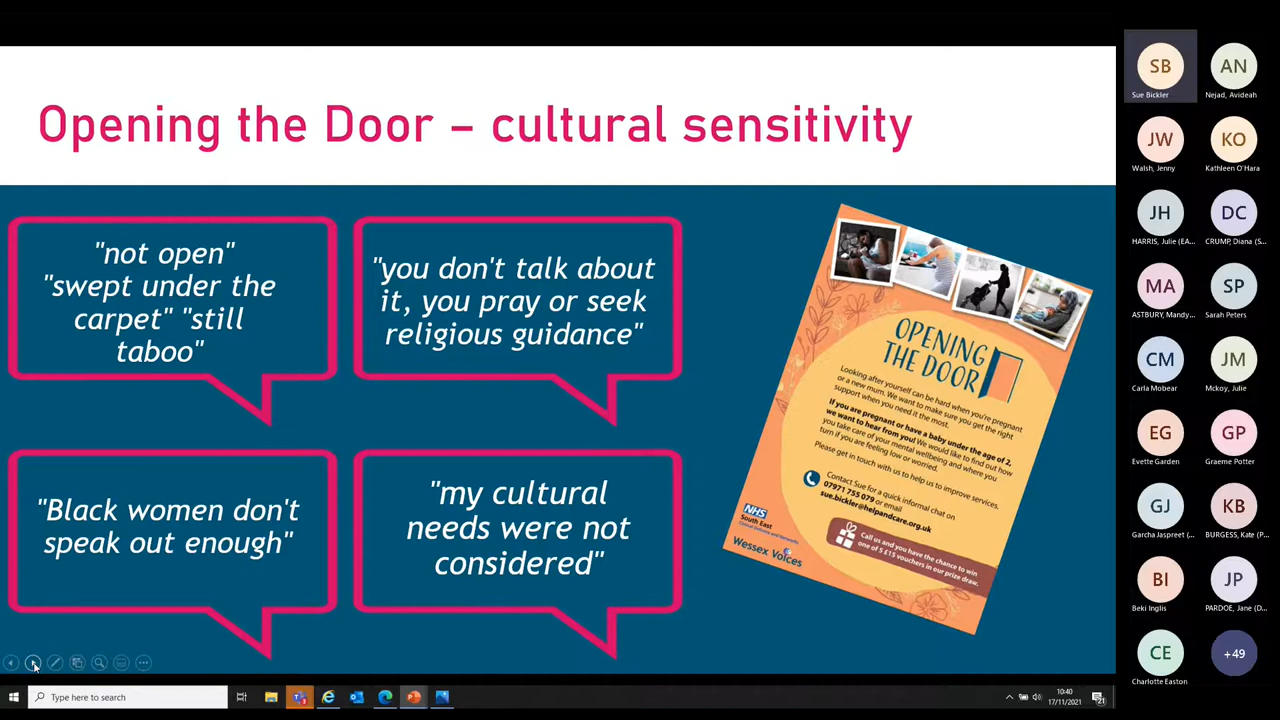 Opening the Door – cultural sensitivity
"not open"
"swept under the
carpet" "still
taboo"
"you don't talk about
it, you pray or seek
religious guidance"
"Black women don't
speak out enough"
"my cultural
needs were not
considered"
OPENING
THE DOOR
Looking after yourself can be hard when you're pregnant
or a new mum. We want to make sure you get the right
support when you need it the most.
If you are pregnant or have a baby under the age of 2,
we want to hear from you! We would like to find out how
you take care of your mental wellbeing and where you
turn if you are feeling low or worried.
Please get in touch with us to help us to improve services.
Contact Sue for a quick informal chat on
07971 755 079 or email
sue.bickler@helpandcare.org.uk
Call us and you have the chance to win
one of 5 £15 vouchers in our prize draw.
NHS
South East
Wessex Voices
SB
Sue Bickler
AN
Nejad, Avideah
JW
Walsh, Jenny
KO
Kathleen O'Hara
JH
HARRIS, Julie (EA...
DC
CRUMP, Diana (S...
MA
ASTBURY, Mandy...
SP
Sarah Peters
CM
Carla Mobear
JM
Mckoy, Julie
EG
Evette Garden
GP
Graeme Potter
GJ
Garcha Jaspreet (...
KB
BURGESS, Kate (P...
BI
Beki Inglis
JP
PARDOE, Jane (D...
CE
Charlotte Easton
+49
Type here to search
10:40
17/11/2021
21